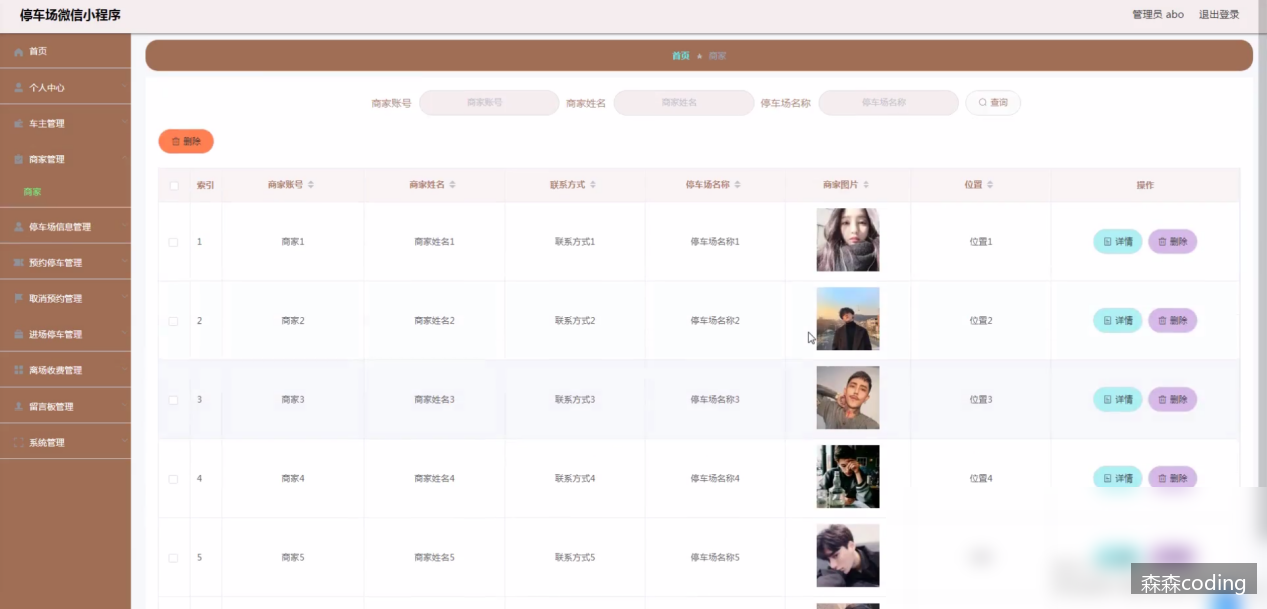 停车场微信小程序
管理员 abo 退出登录
首页
个人中心
车主管理
商家管理
商家
停车场信息管理
预约停车管理
取消预约管理
进场停车管理
离场收费管理
留言板管理
系统管理
首页 商家
商家账号 商家账号 商家姓名 商家姓名 停车场名称 停车场名称 查询
删除
索引 商家账号 商家姓名 联系方式 停车场名称 商家图片 位置 操作
1 商家1 商家姓名1 联系方式1 停车场名称1 位置1 详情 删除
2 商家2 商家姓名2 联系方式2 停车场名称2 位置2 详情 删除
3 商家3 商家姓名3 联系方式3 停车场名称3 位置3 详情 删除
4 商家4 商家姓名4 联系方式4 停车场名称4 位置4 详情 删除
5 商家5 商家姓名5 联系方式5 停车场名称5
森森coding